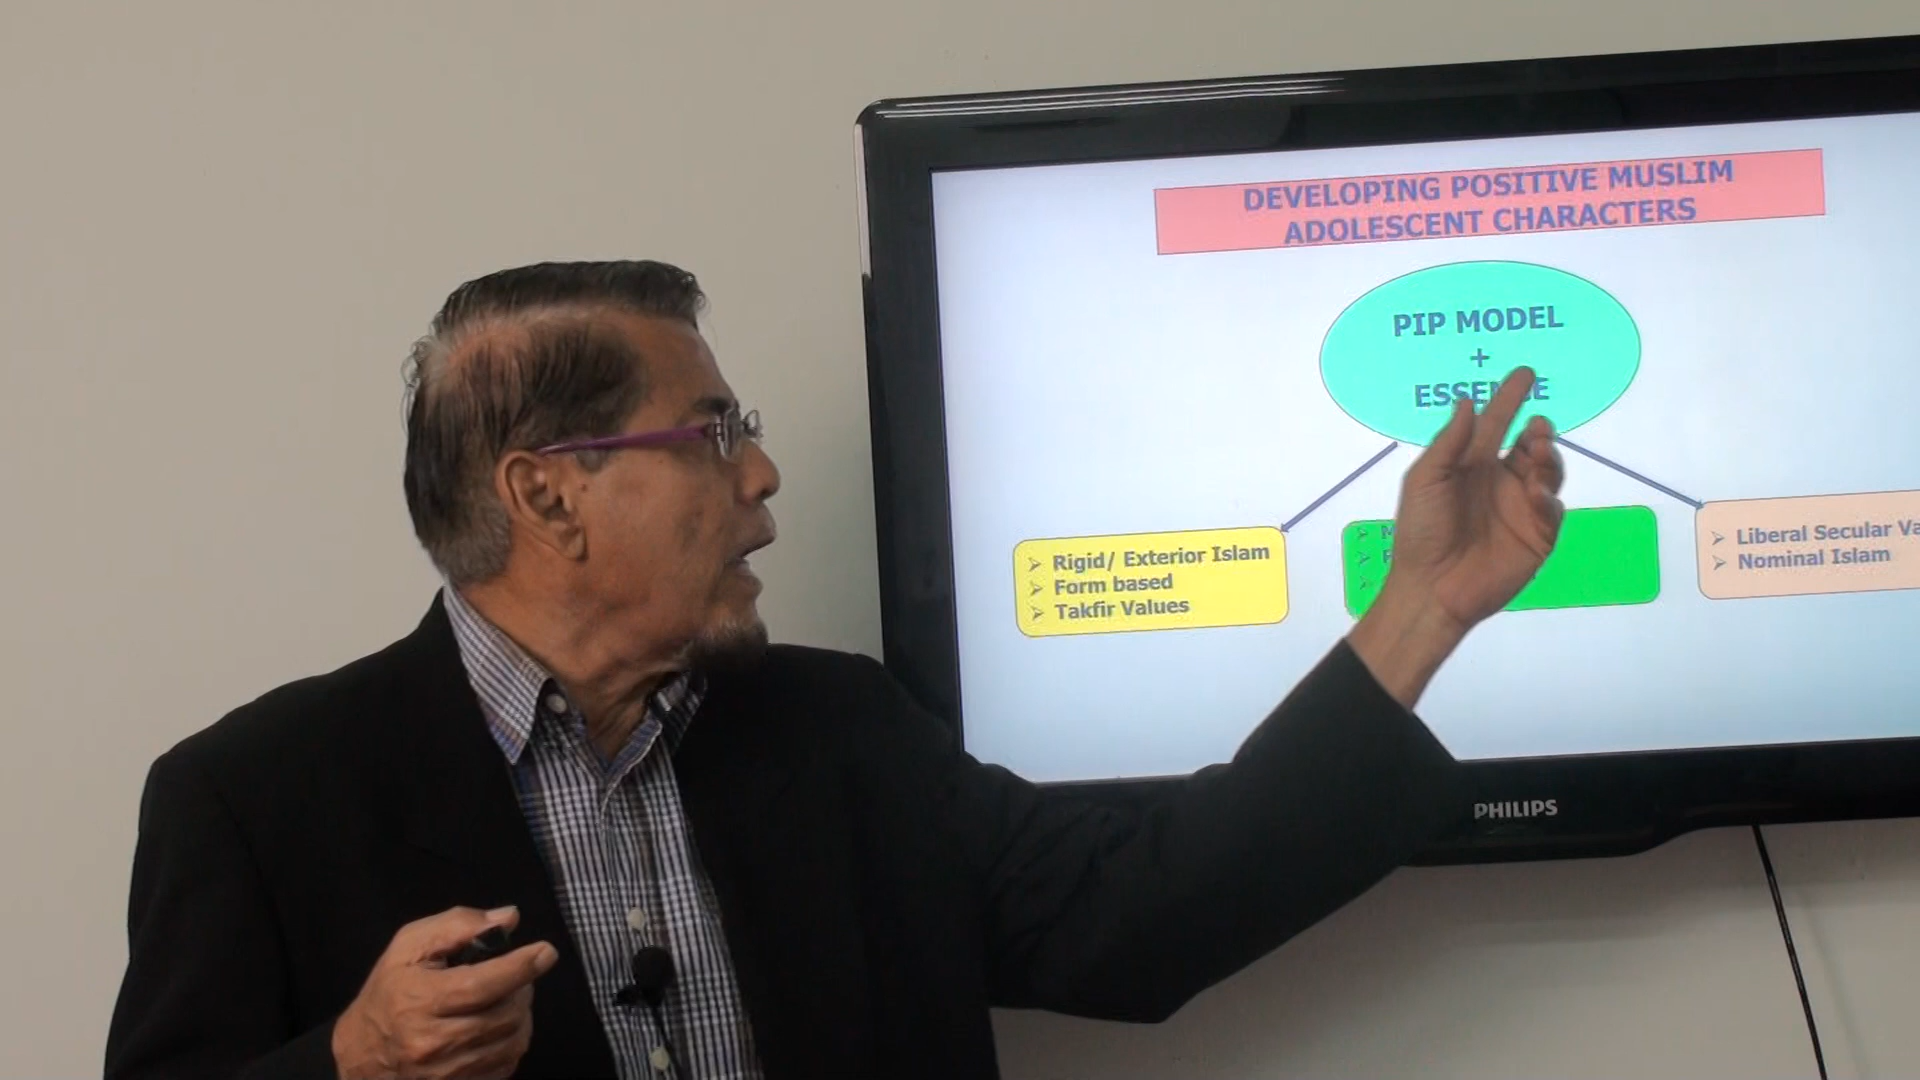 DEVELOPING POSITIVE MUSLIM
ADOLESCENT CHARACTERS
PIP MODEL
+
ESSENCE
Rigid/ Exterior Islam
Form based
Takfir Values
Liberal Secular
Nominal Islam
PHILIPS